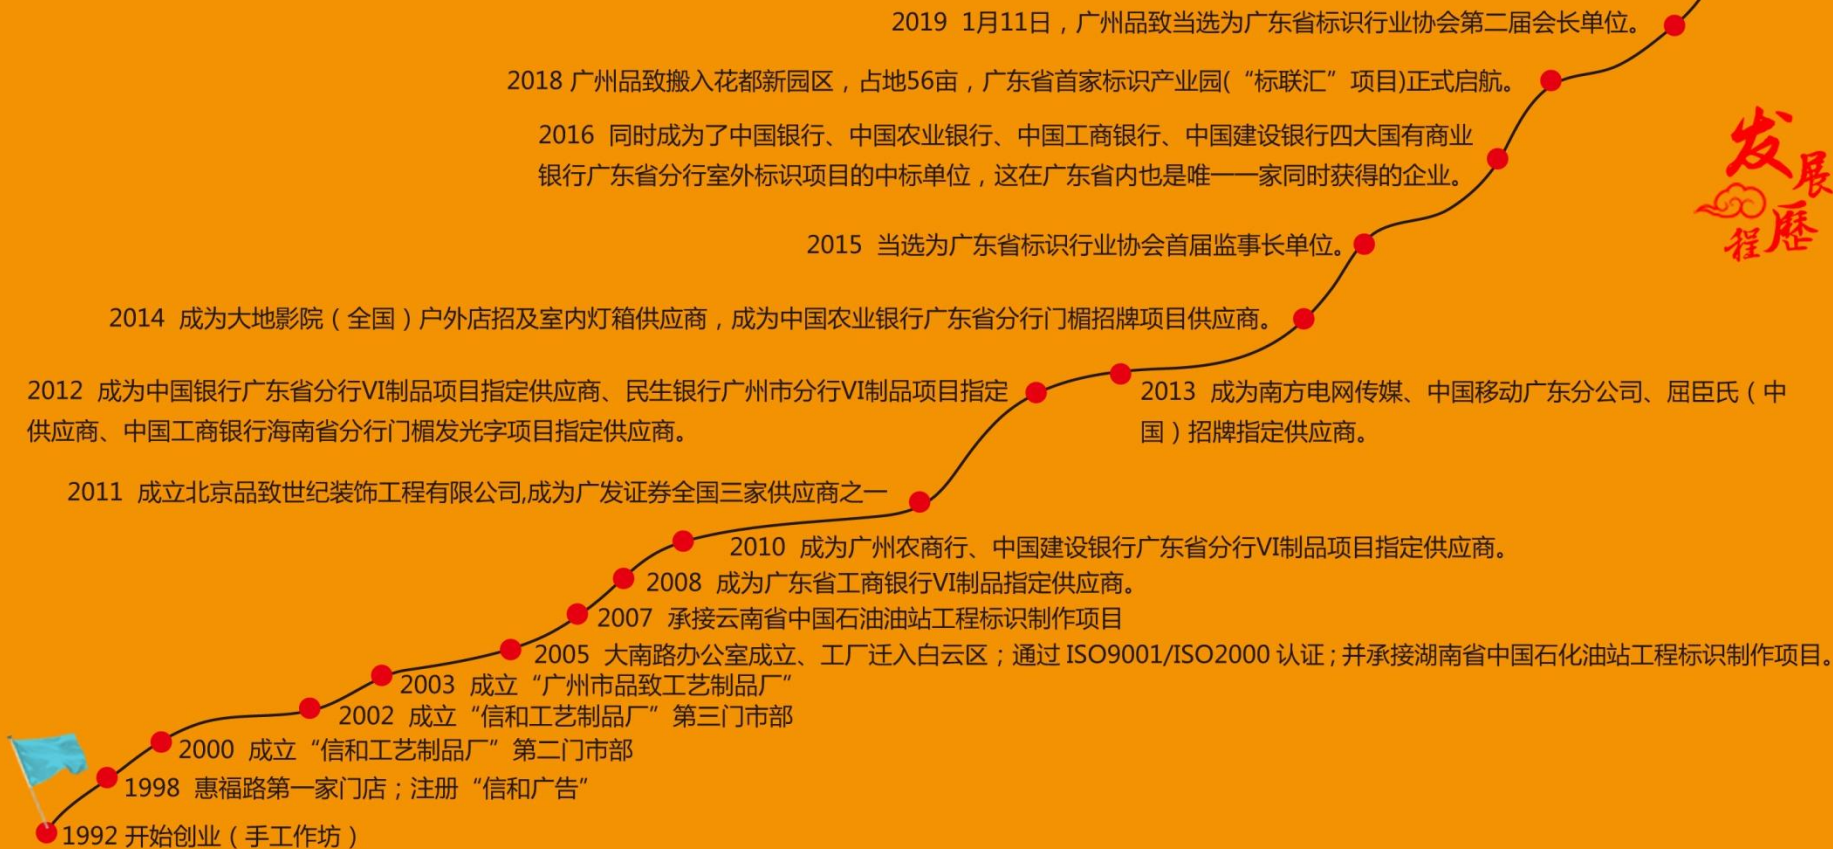 2019 1月11日，广州品致当选为广东省标识行业协会第二届会长单位。
2018 广州品致搬入花都新园区，占地56亩，广东省首家标识产业园(“标联汇”项目)正式启航。
2016 同时成为了中国银行、中国农业银行、中国工商银行、中国建设银行四大国有商业
银行广东省分行室外标识项目的中标单位，这在广东省内也是唯一一家同时获得的企业。
发展
歷程
2015 当选为广东省标识行业协会首届监事长单位。
2014 成为大地影院（全国）户外店招及室内灯箱供应商，成为中国农业银行广东省分行门楣招牌项目供应商。
2012 成为中国银行广东省分行VI制品项目指定供应商、民生银行广州市分行VI制品项目指定
供应商、中国工商银行海南省分行门楣发光字项目指定供应商。
2013 成为南方电网传媒、中国移动广东分公司、屈臣氏（中
国）招牌指定供应商。
2011 成立北京品致世纪装饰工程有限公司,成为广发证券全国三家供应商之一
2010 成为广州农商行、中国建设银行广东省分行VI制品项目指定供应商。
2008 成为广东省工商银行VI制品指定供应商。
2007 承接云南省中国石油油站工程标识制作项目
2005 大南路办公室成立、工厂迁入白云区；通过 ISO9001/ISO2000 认证；并承接湖南省中国石化油站工程标识制作项目。
2003 成立“广州市品致工艺制品厂”
2002 成立“信和工艺制品厂”第三门市部
2000 成立“信和工艺制品厂”第二门市部
1998 惠福路第一家门店；注册“信和广告”
1992 开始创业（手工作坊）